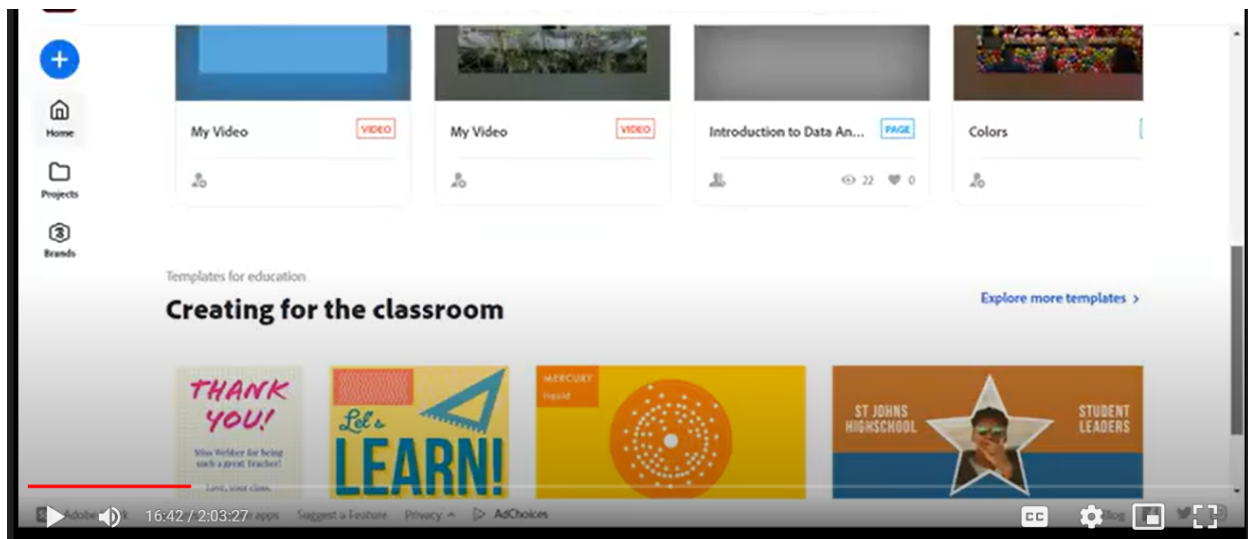 Home
Projects
Brands
My Video VIDEO
My Video VIDEO
Introduction to Data An... PAGE
Colors
22 0
Templates for education
Creating for the classroom
Explore more templates >
THANK
YOU!
Miss Webber for being
such a great Teacher!
Love, your class.
Let's
LEARN!
MERCURY
liquid
ST JOHNS
HIGHSCHOOL
STUDENT
LEADERS
Adobe
apps
Suggest a Feature
Privacy
AdChoices
Blog
16:42 / 2:03:27
CC